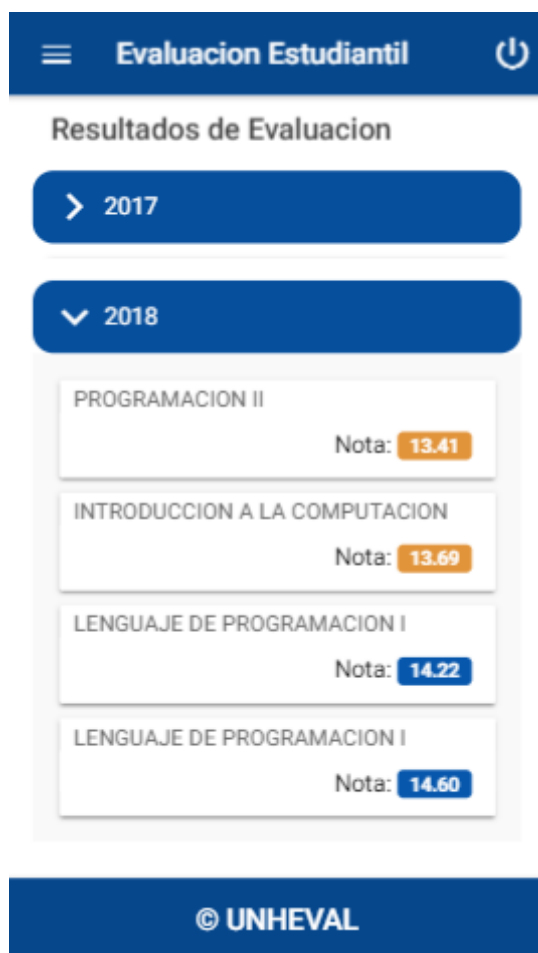 Evaluacion Estudiantil
Resultados de Evaluacion
2017
2018
PROGRAMACION II
Nota: 13.41
INTRODUCCION A LA COMPUTACION
Nota: 13.69
LENGUAJE DE PROGRAMACION I
Nota: 14.22
LENGUAJE DE PROGRAMACION I
Nota: 14.60
© UNHEVAL